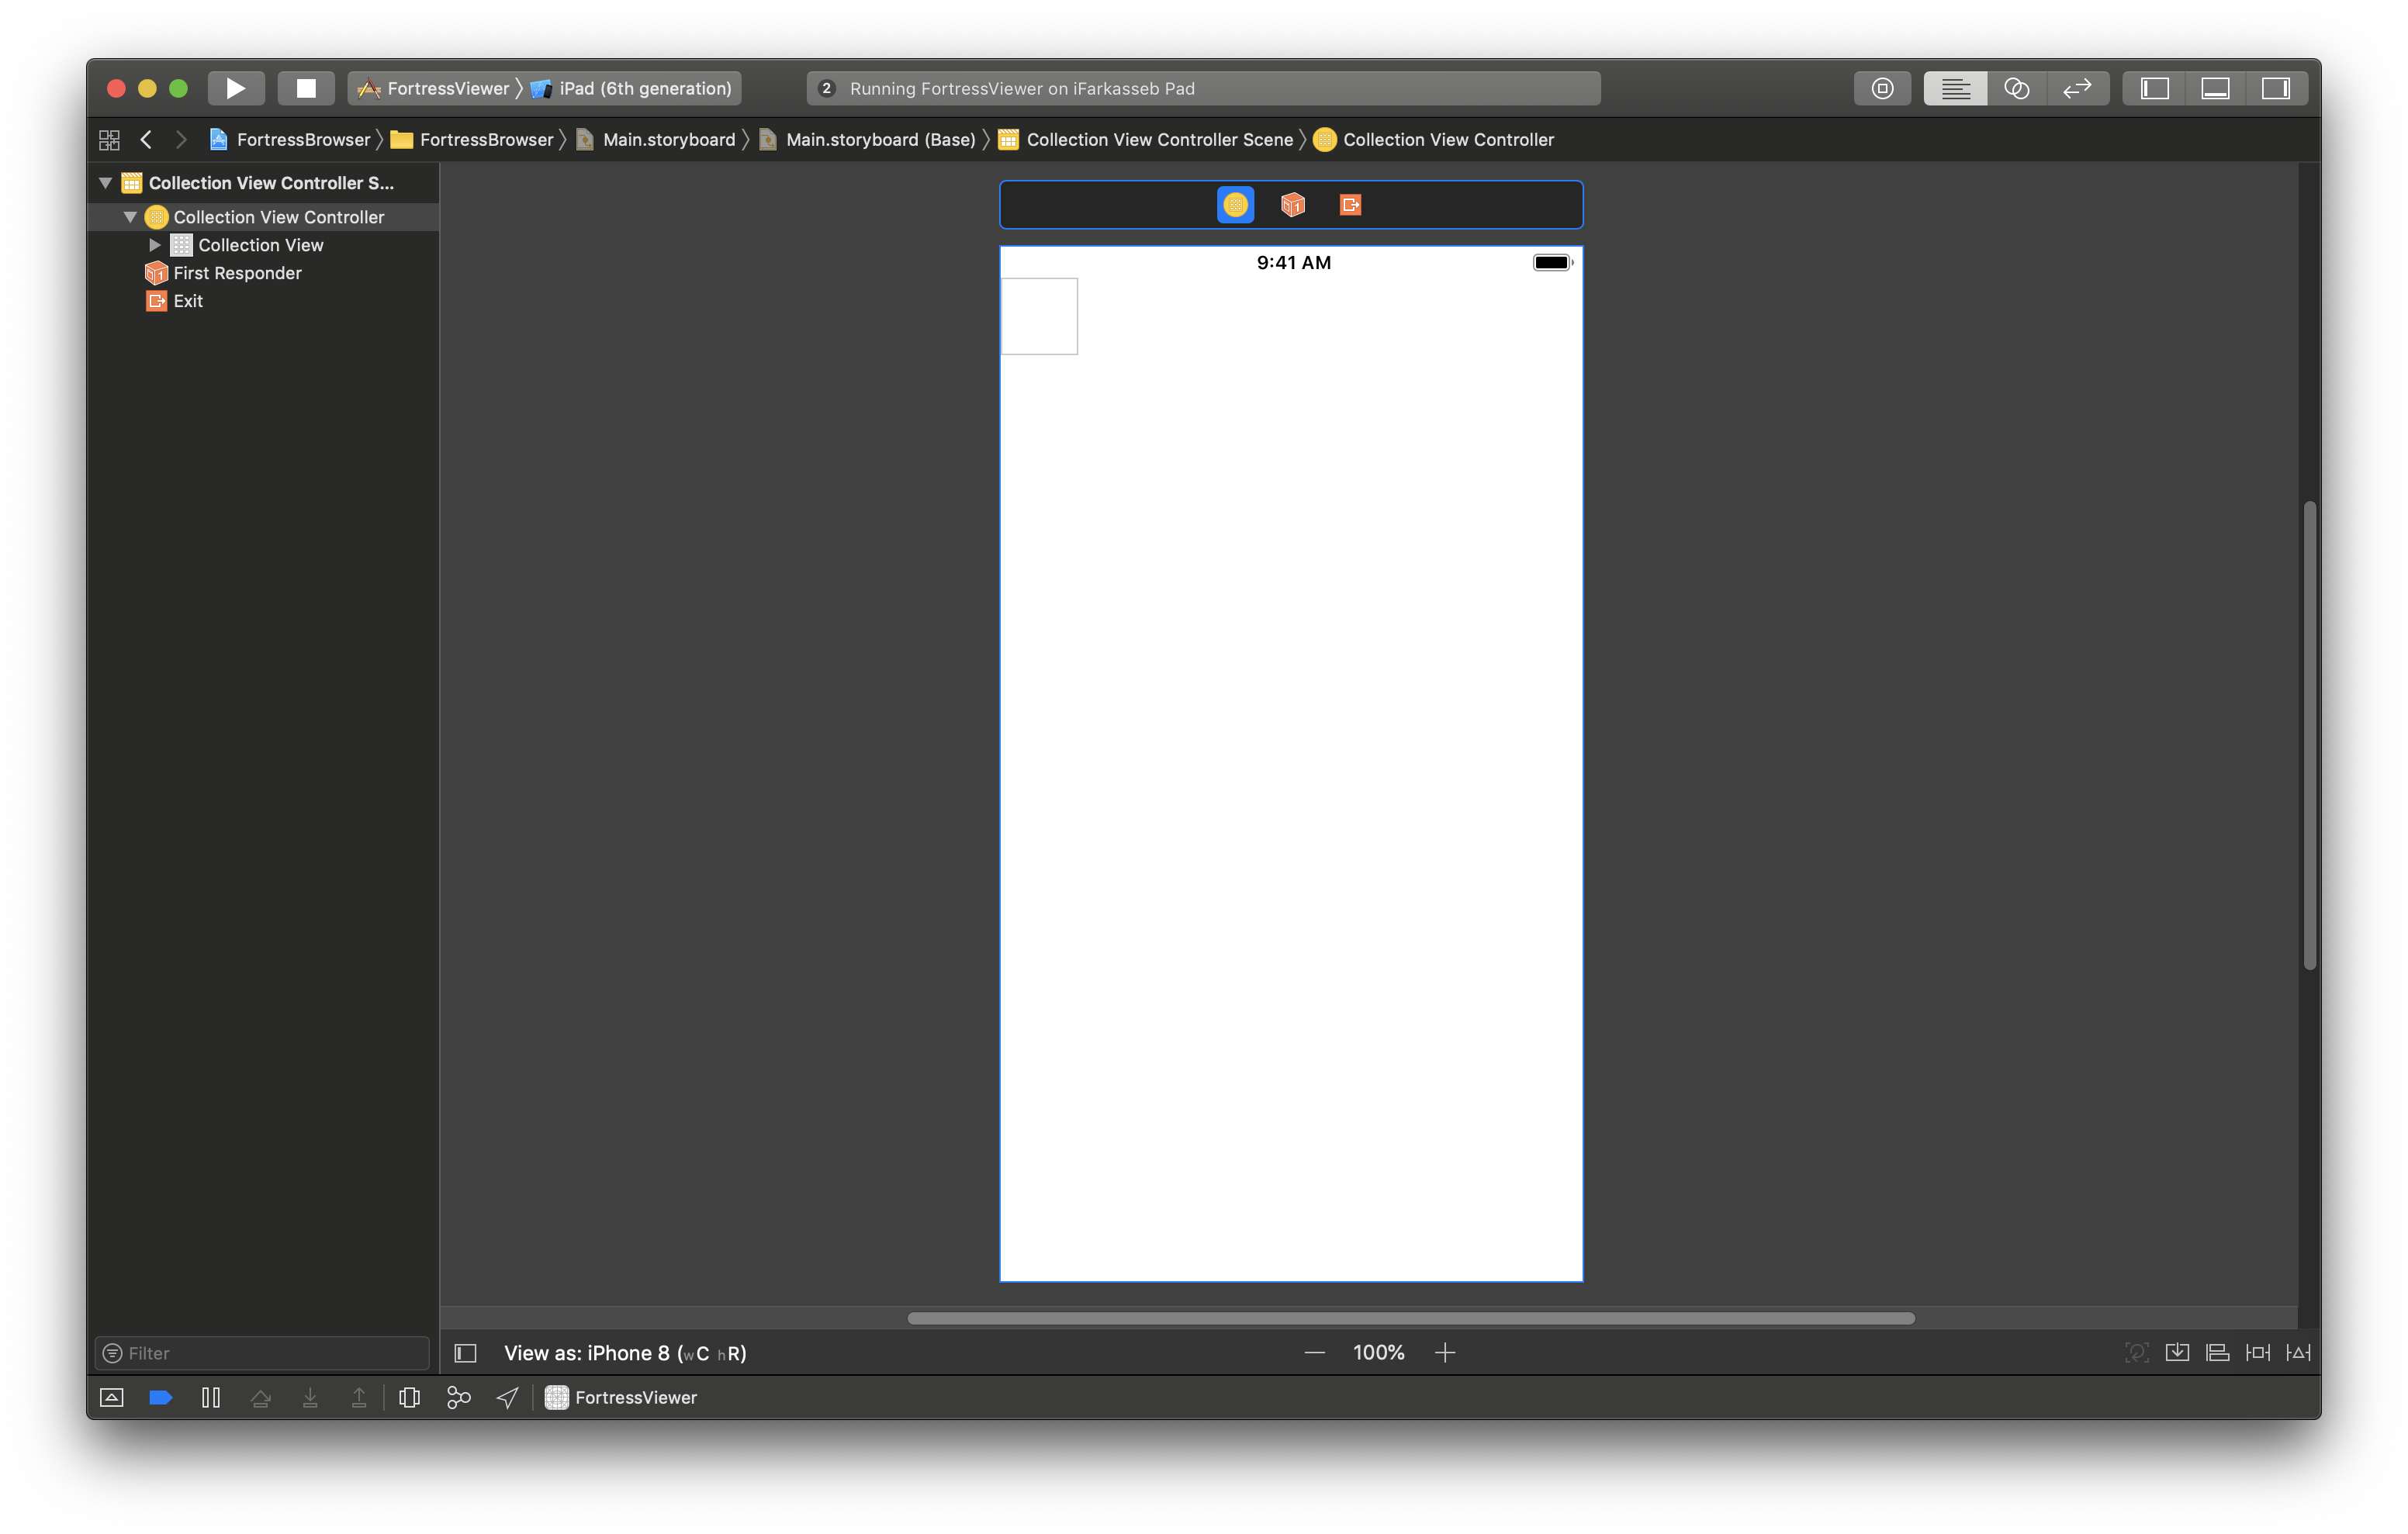 FortressViewer iPad (6th generation)
2 Running FortressViewer on iFarkasseb Pad
FortressBrowser FortressBrowser Main.storyboard Main.storyboard (Base) Collection View Controller Scene Collection View Controller
Collection View Controller S...
Collection View Controller
Collection View
First Responder
Exit
1
9:41 AM
Filter
View as: iPhone 8 (wC hR)
100%
FortressViewer